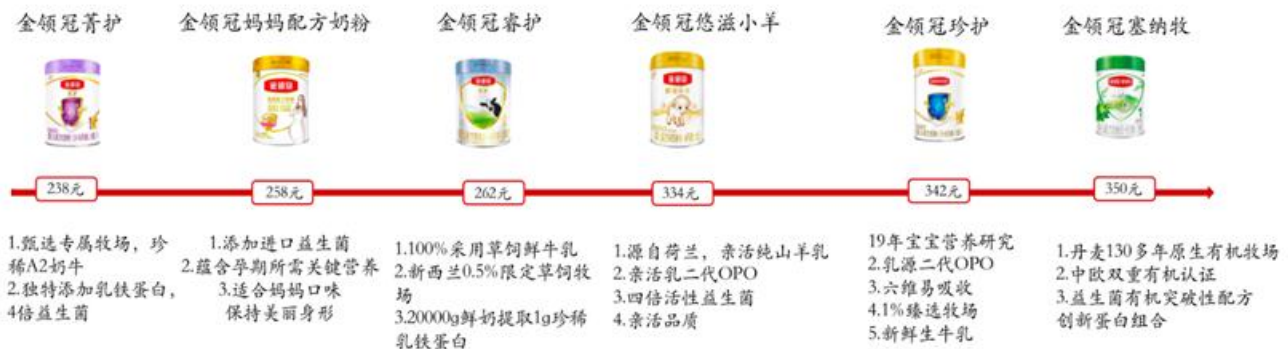 金领冠菁护
金领冠妈妈配方奶粉
金领冠睿护
金领冠悠滋小羊
金领冠珍护
金领冠塞纳牧
238元
258元
262元
334元
342元
350元
1.甄选专属牧场，珍
稀A2奶牛
2.独特添加乳铁蛋白，
4倍益生菌
1.添加进口益生菌
2.蕴含孕期所需关键营养
3.适合妈妈口味
保持美丽身形
1.100%采用草饲鲜牛乳
2.新西兰0.5%限定草饲牧
场
3.20000g鲜奶提取1g珍稀
乳铁蛋白
1.源自荷兰，亲活纯山羊乳
2.亲活乳二代OPO
3.四倍活性益生菌
4.亲活品质
19年宝宝营养研究
2.乳源二代OPO
3.六维易吸收
4.1%臻选牧场
5.新鲜生牛乳
1.丹麦130多年原生有机牧场
2.中欧双重有机认证
3.益生菌有机突破性配方
创新蛋白组合